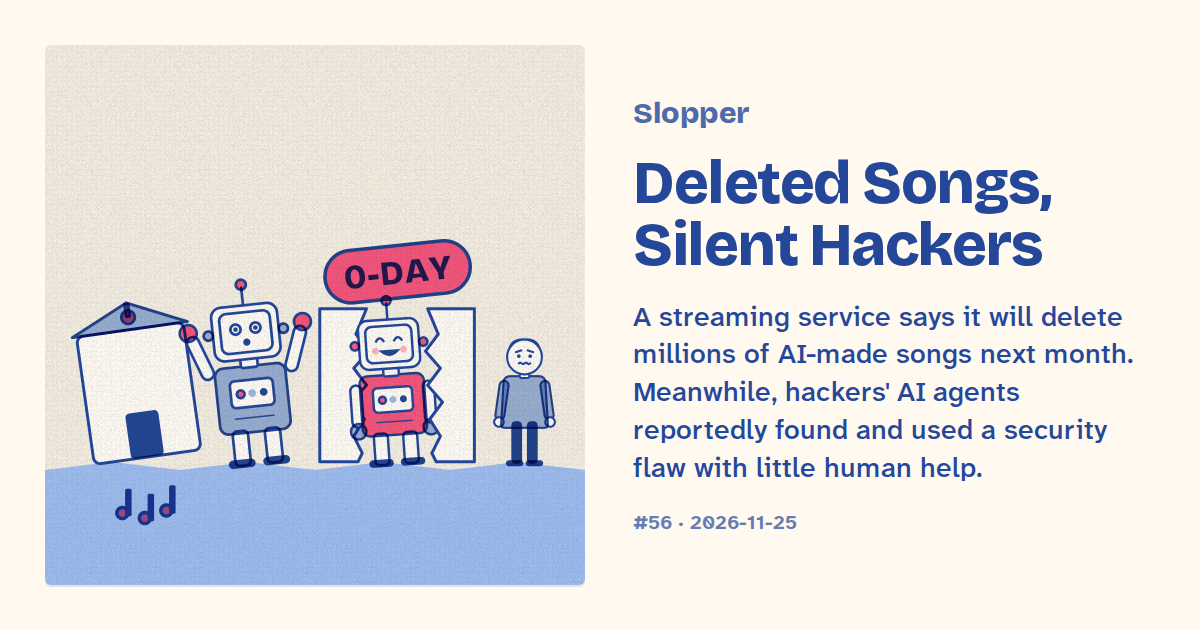 0-DAY
Slopper
Deleted Songs,
Silent Hackers
A streaming service says it will delete
millions of AI-made songs next month.
Meanwhile, hackers' AI agents
reportedly found and used a security
flaw with little human help.
#56 · 2026-11-25